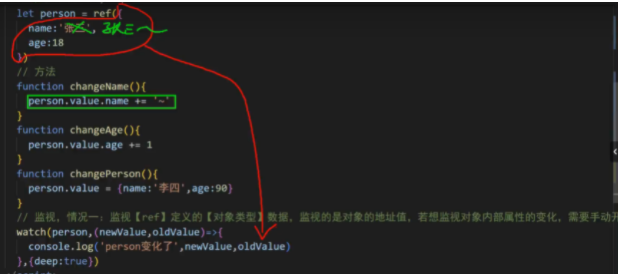 let person = ref({
name:'张三', 张三~
age:18
})
// 方法
function changeName(){
person.value.name += '~'
}
function changeAge(){
person.value.age += 1
}
function changePerson(){
person.value = {name:'李四',age:90}
}
// 监视，情况一：监视【ref】定义的【对象类型】数据，监视的是对象的地址值，若想监视对象内部属性的变化，需要手动开
watch(person,(newValue,oldValue)=>{
console.log('person变化了',newValue,oldValue)
},{deep:true})